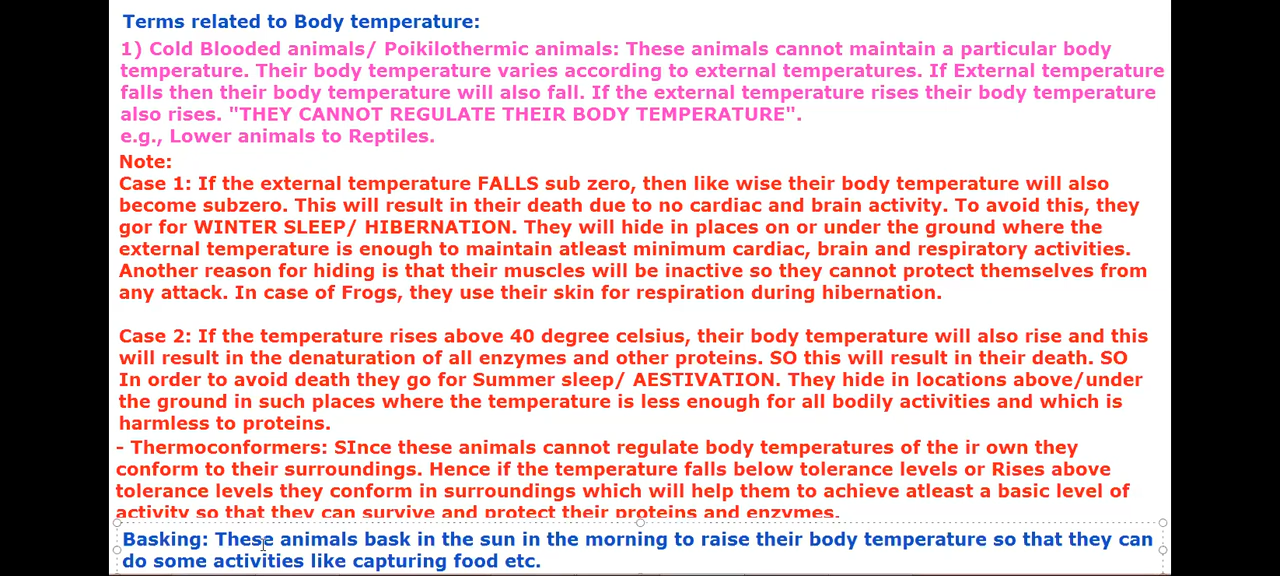 Terms related to Body temperature:
1) Cold Blooded animals/ Poikilothermic animals: These animals cannot maintain a particular body
temperature. Their body temperature varies according to external temperatures. If External temperature
falls then their body temperature will also fall. If the external temperature rises their body temperature
also rises. "THEY CANNOT REGULATE THEIR BODY TEMPERATURE".
e.g., Lower animals to Reptiles.
Note:
Case 1: If the external temperature FALLS sub zero, then like wise their body temperature will also
become subzero. This will result in their death due to no cardiac and brain activity. To avoid this, they
gor for WINTER SLEEP/ HIBERNATION. They will hide in places on or under the ground where the
external temperature is enough to maintain atleast minimum cardiac, brain and respiratory activities.
Another reason for hiding is that their muscles will be inactive so they cannot protect themselves from
any attack. In case of Frogs, they use their skin for respiration during hibernation.
Case 2: If the temperature rises above 40 degree celsius, their body temperature will also rise and this
will result in the denaturation of all enzymes and other proteins. SO this will result in their death. SO
In order to avoid death they go for Summer sleep/ AESTIVATION. They hide in locations above/under
the ground in such places where the temperature is less enough for all bodily activities and which is
harmless to proteins.
- Thermoconformers: SInce these animals cannot regulate body temperatures of the ir own they
conform to their surroundings. Hence if the temperature falls below tolerance levels or Rises above
tolerance levels they conform in surroundings which will help them to achieve atleast a basic level of
activity so that they can survive and protect their proteins and enzymes.
Basking: These animals bask in the sun in the morning to raise their body temperature so that they can
do some activities like capturing food etc.